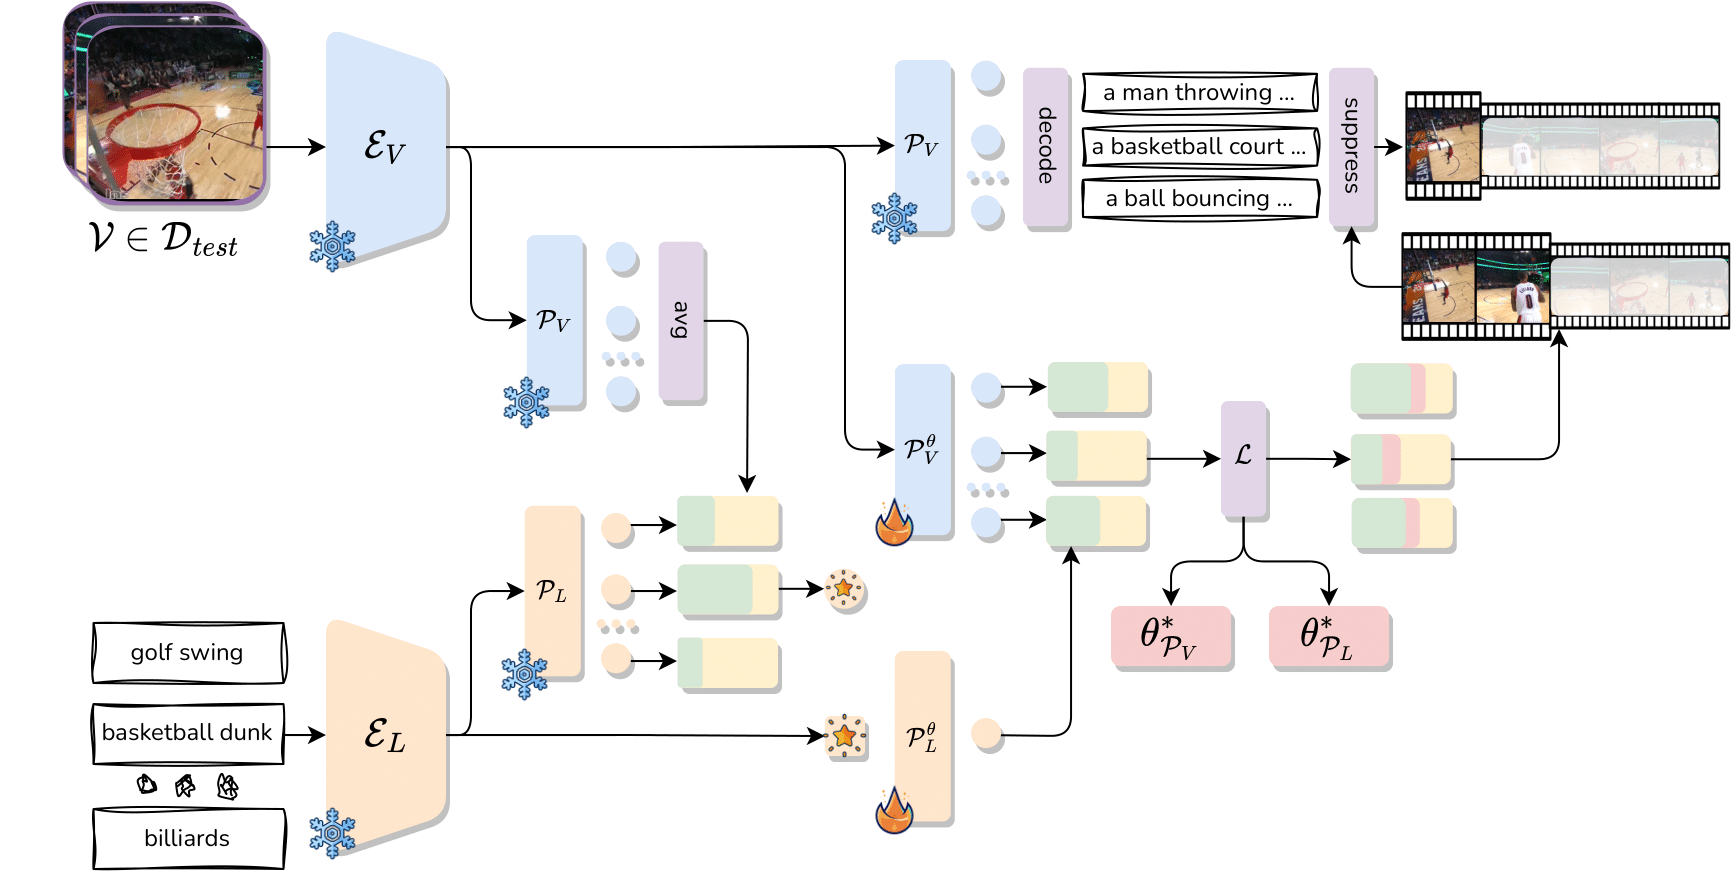 $\mathcal{V} \in \mathcal{D}_{test}$
$\mathcal{E}_V$
$\mathcal{P}_V$
decode
a man throwing ...
a basketball court ...
a ball bouncing ...
suppress
$\mathcal{P}_V$
avg
$\mathcal{P}_V^\theta$
$\mathcal{L}$
$\theta^*_{\mathcal{P}_V}$
$\theta^*_{\mathcal{P}_L}$
golf swing
basketball dunk
billiards
$\mathcal{E}_L$
$\mathcal{P}_L$
$\mathcal{P}_L^\theta$
0